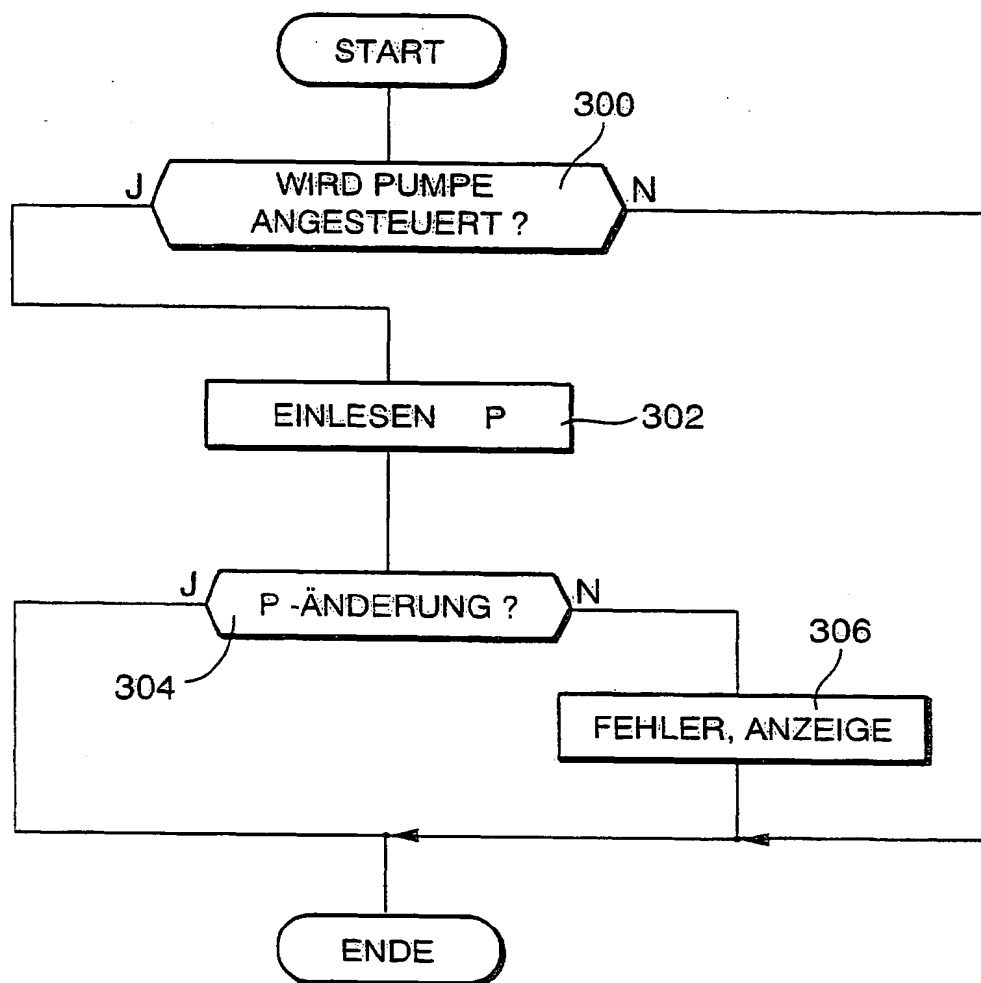 START
300
J
WIRD PUMPE
ANGESTEUERT ?
N
EINLESEN P
302
J
P -ÄNDERUNG ?
N
304
306
FEHLER, ANZEIGE
ENDE